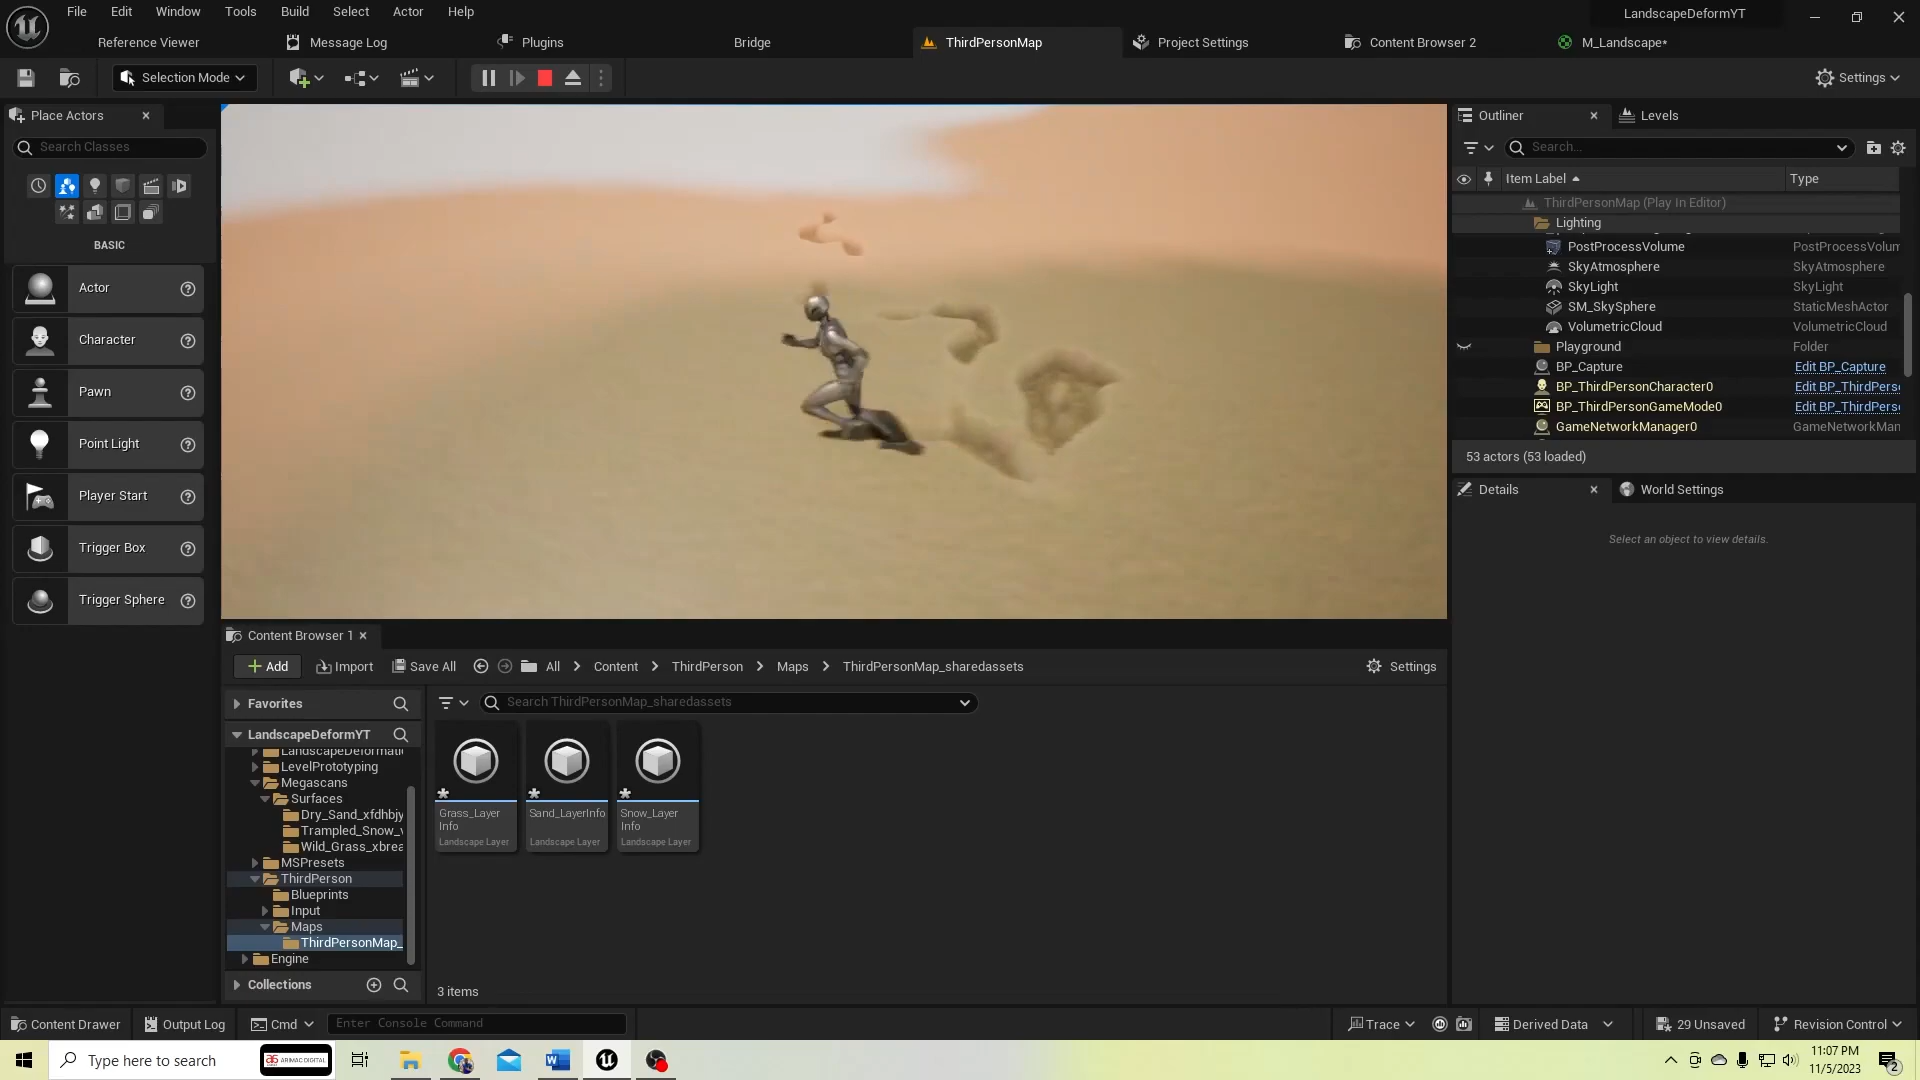 File Edit Window Tools Build Select Actor Help
LandscapeDeformYT
Reference Viewer Message Log Plugins Bridge ThirdPersonMap Project Settings Content Browser 2 M_Landscape*
Selection Mode Settings
Place Actors
Search Classes
BASIC
Actor
Character
Pawn
Point Light
Player Start
Trigger Box
Trigger Sphere
Outliner Levels
Search...
Item Label Type
ThirdPersonMap (Play In Editor)
Lighting
PostProcessVolume PostProcessVolum
SkyAtmosphere SkyAtmosphere
SkyLight SkyLight
SM_SkySphere StaticMeshActor
VolumetricCloud VolumetricCloud
Playground Folder
BP_Capture Edit BP_Capture
BP_ThirdPersonCharacter0 Edit BP_ThirdPerso
BP_ThirdPersonGameMode0 Edit BP_ThirdPerso
GameNetworkManager0 GameNetworkMan
53 actors (53 loaded)
Details World Settings
Select an object to view details.
Content Browser 1
Add Import Save All All Content ThirdPerson Maps ThirdPersonMap_sharedassets Settings
Favorites
Search ThirdPersonMap_sharedassets
LandscapeDeformYT
LandscapeDeformati
LevelPrototyping
Megascans
Surfaces
Dry_Sand_xfdhbjy
Trampled_Snow_
Wild_Grass_xbrea
MSPresets
ThirdPerson
Blueprints
Input
Maps
ThirdPersonMap_
Engine
Collections
Grass_Layer
Info
Landscape Layer
Sand_LayerInfo
Landscape Layer
Snow_Layer
Info
Landscape Layer
3 items
Content Drawer Output Log Cmd Enter Console Command Trace Derived Data 29 Unsaved Revision Control
Type here to search ARIMAC DIGITAL
11:07 PM
11/5/2023
2